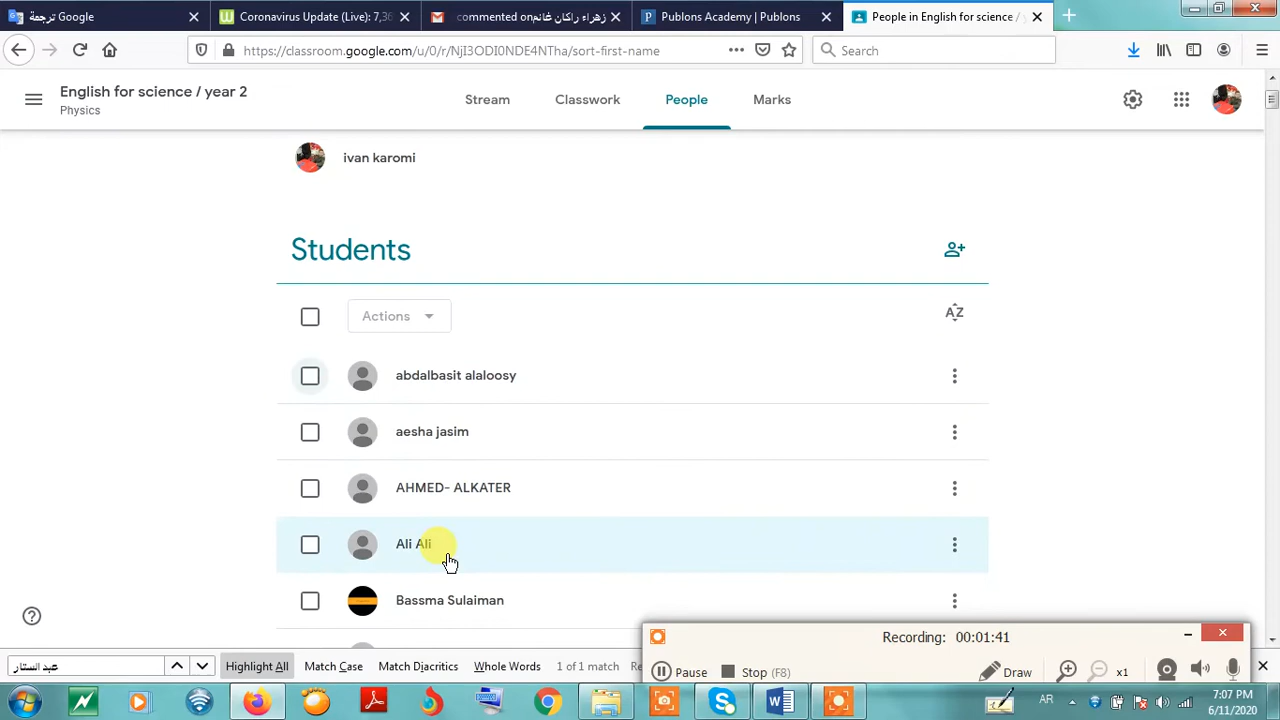 Google ترجمة
Coronavirus Update (Live): 7,36
زهراء راكان غانم commented on
Publons Academy | Publons
People in English for science / y
https://classroom.google.com/u/0/r/NjI3ODI0NDE4NTha/sort-first-name
Search
English for science / year 2
Physics
Stream
Classwork
People
Marks
ivan karomi
Students
Actions
AZ
abdalbasit alaloosy
aesha jasim
AHMED- ALKATER
Ali Ali
Bassma Sulaiman
Recording: 00:01:41
عبد الستار
Highlight All
Match Case
Match Diacritics
Whole Words
1 of 1 match
Re
Pause
Stop (F8)
Draw
x1
AR
7:07 PM
6/11/2020